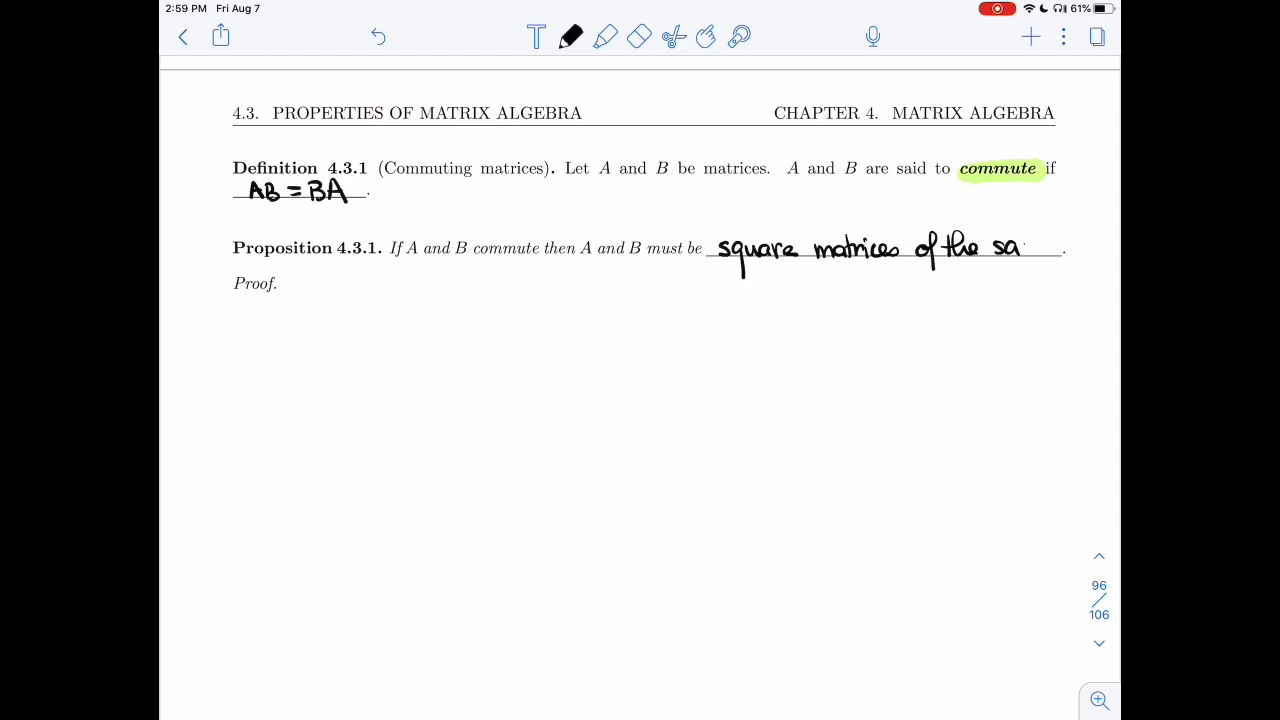 2:59 PM Fri Aug 7
61%
4.3. PROPERTIES OF MATRIX ALGEBRA CHAPTER 4. MATRIX ALGEBRA
Definition 4.3.1 (Commuting matrices). Let A and B be matrices. A and B are said to commute if
AB = BA.
Proposition 4.3.1. If A and B commute then A and B must be square matrices of the sa .
Proof.
96
106